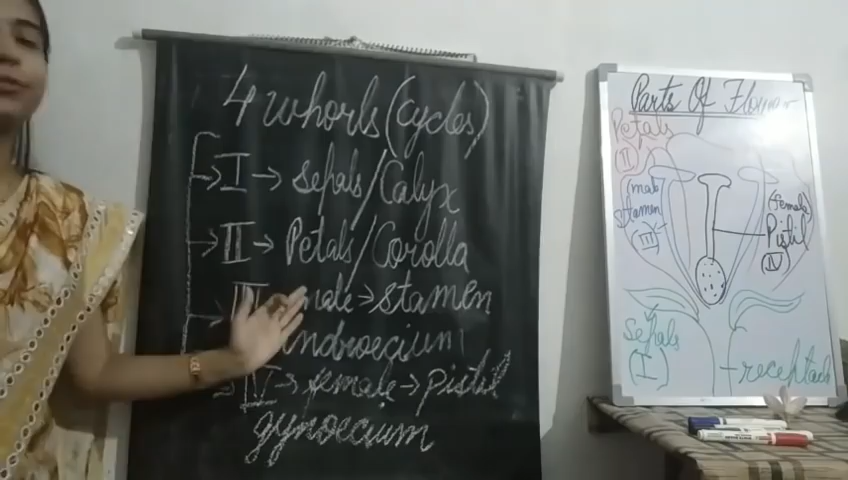 4 whorls (cycles)
I → sepals/Calyx
II → Petals/Corolla
III male → stamen
androecium
IV → female → pistil
gynoecium
Parts Of Flower
Petals
(II)
(male
stamen
(III)
(female)
Pistil
IV
sepals
(I)
receptacle